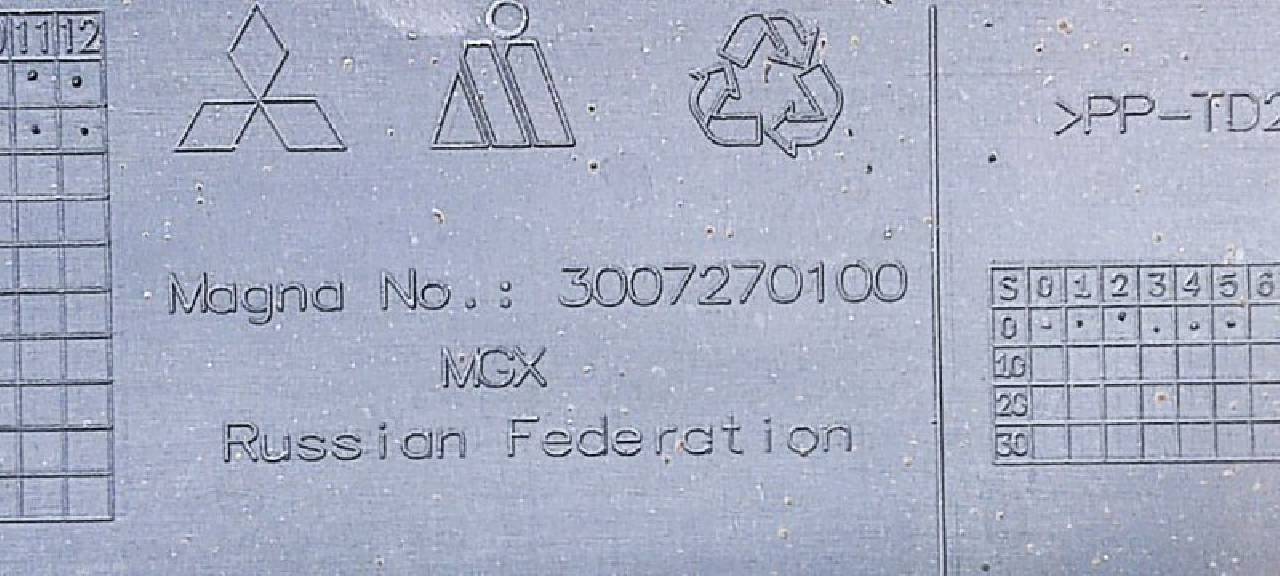 11 12
>PP-TD2
Magna No.: 3007270100
MGX
Russian Federation
S 0 1 2 3 4 5 6
0
10
20
30